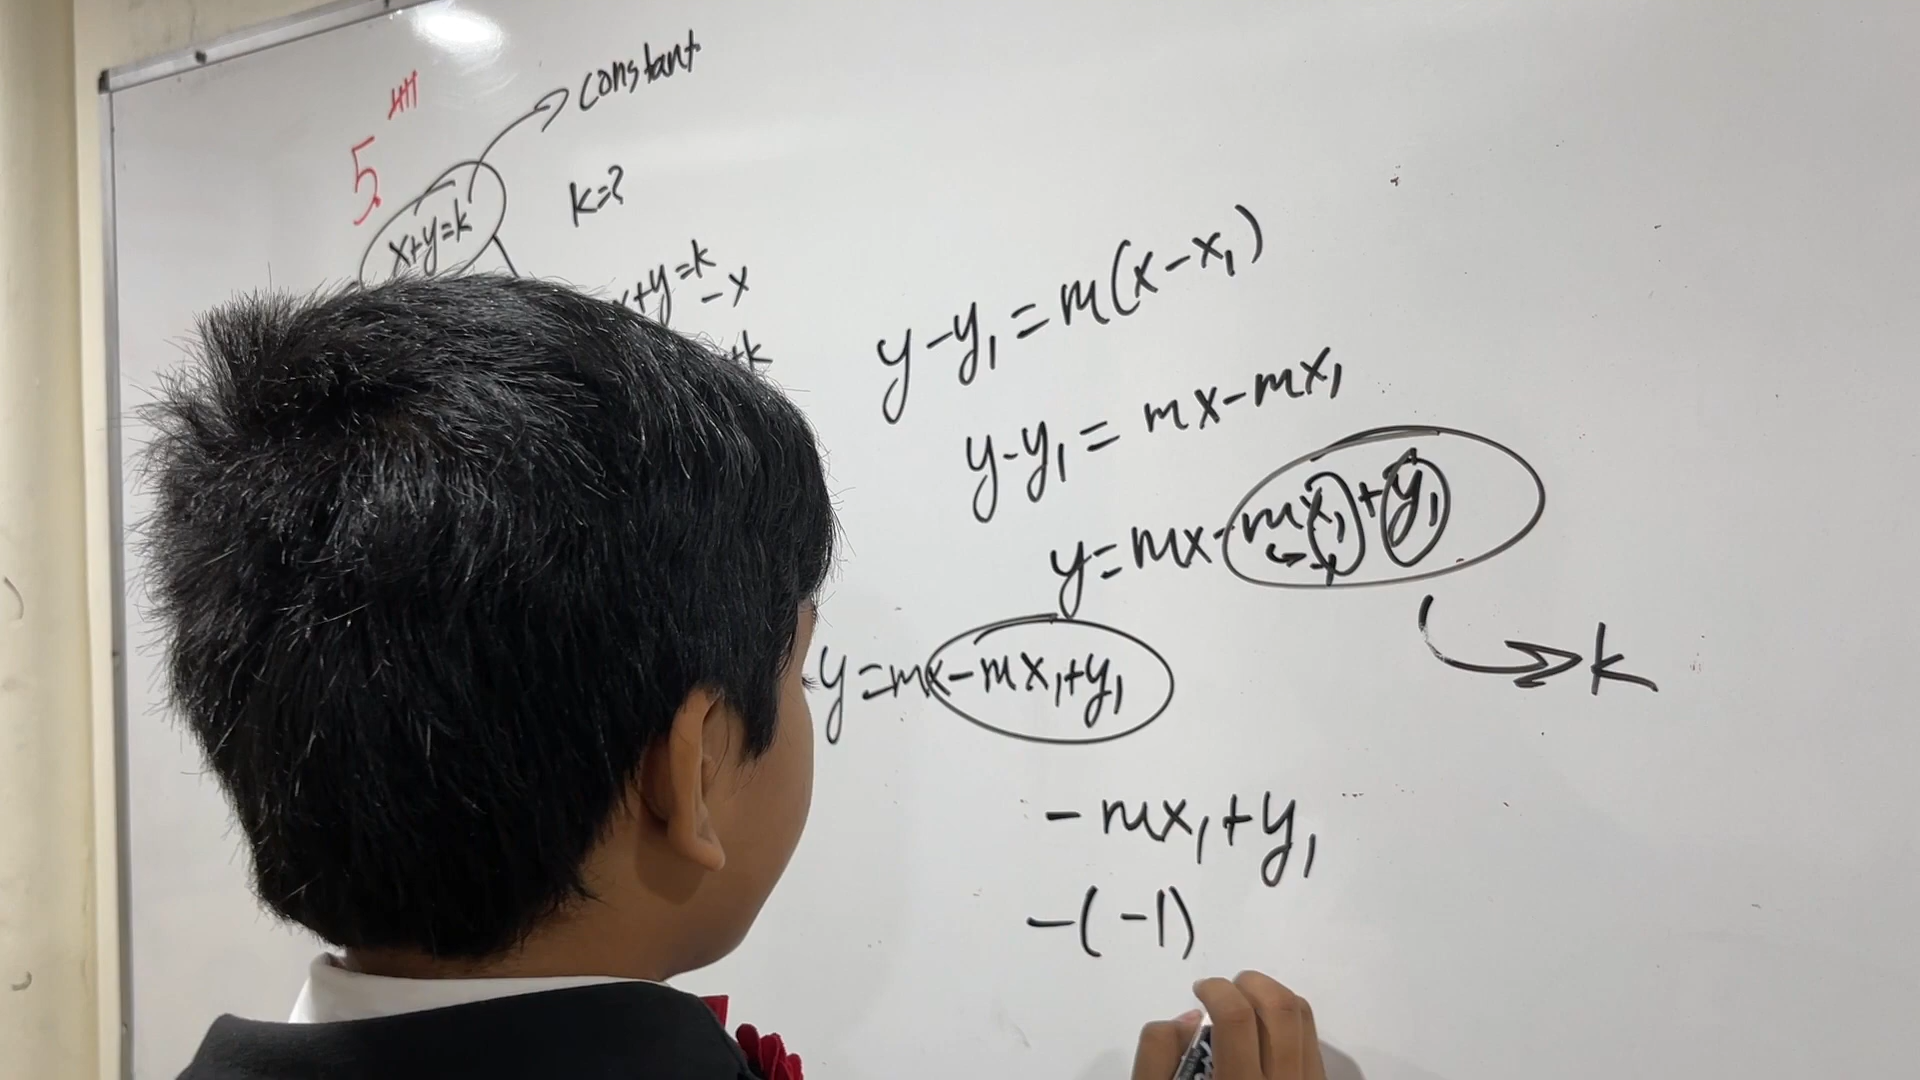 5.
constant
x+y=k
k=?
x+y=k
-x
+k
y-y₁=m(x-x₁)
y-y₁=mx-mx₁
y=mx-mx₁+y₁
k
y=mx-mx₁+y₁
-mx₁+y₁
-(-1)